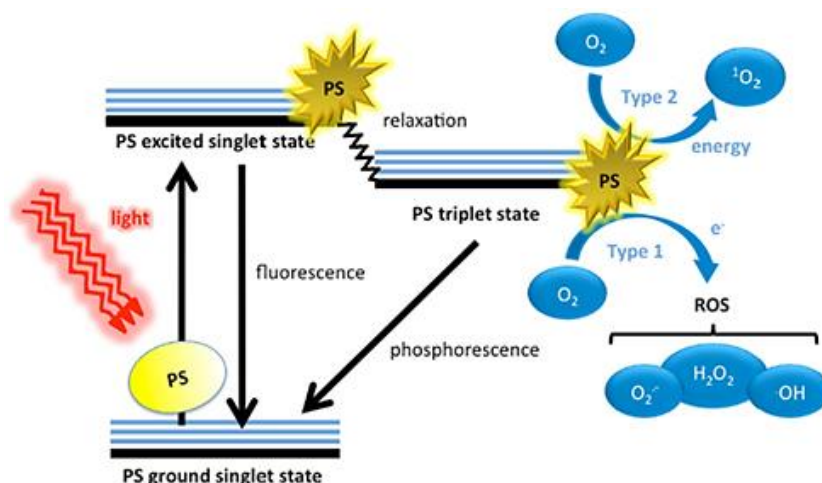 O₂
PS
¹O₂
Type 2
relaxation
PS excited singlet state
energy
PS
PS triplet state
light
e⁻
Type 1
fluorescence
O₂
ROS
phosphorescence
PS
H₂O₂
O₂·⁻
·OH
PS ground singlet state